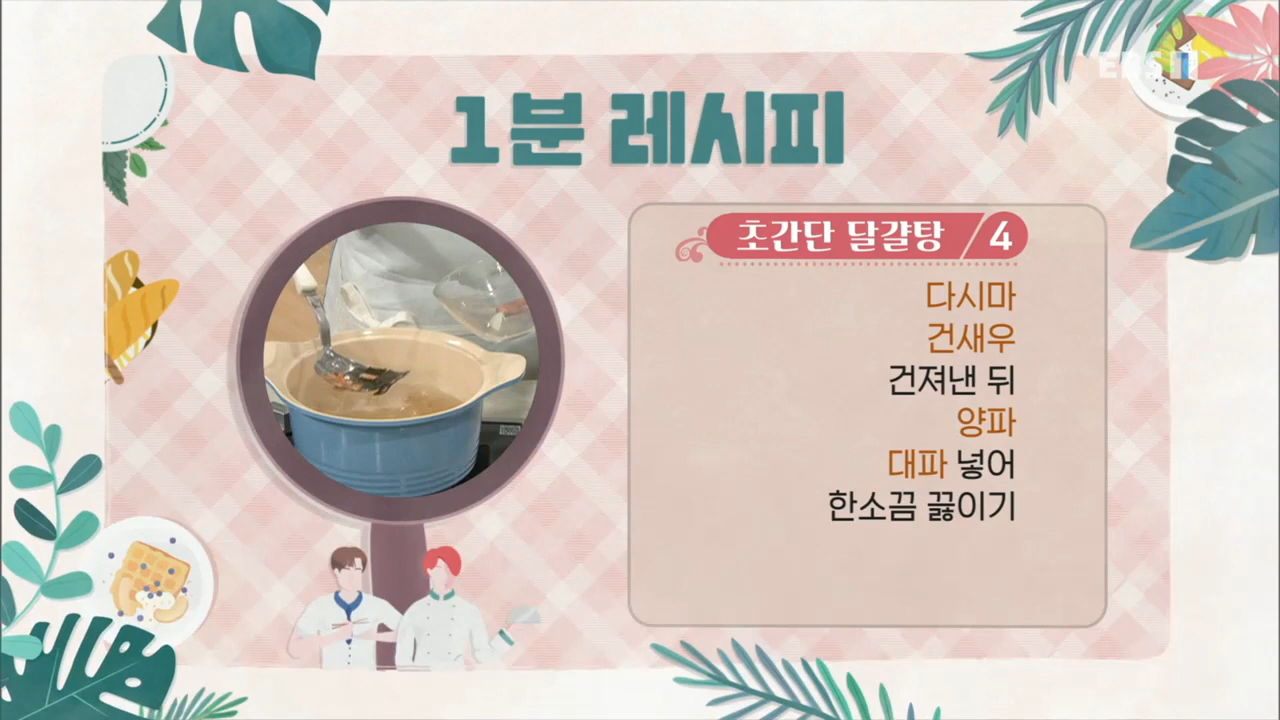 1분 레시피
초간단 달걀탕 / 4
다시마
건새우
건져낸 뒤
양파
대파 넣어
한소끔 끓이기